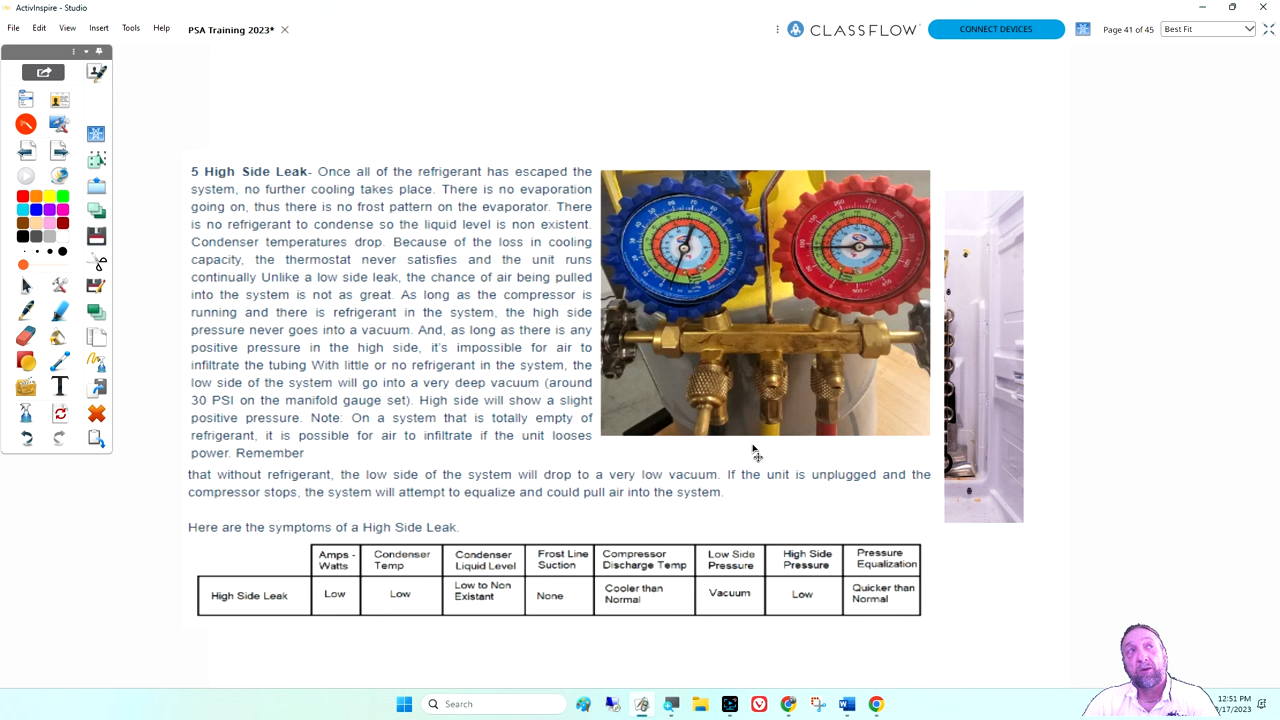 ActivInspire - Studio
File Edit View Insert Tools Help PSA Training 2023* CLASSFLOW CONNECT DEVICES Page 41 of 45 Best Fit
5 High Side Leak- Once all of the refrigerant has escaped the
system, no further cooling takes place. There is no evaporation
going on, thus there is no frost pattern on the evaporator. There
is no refrigerant to condense so the liquid level is non existent.
Condenser temperatures drop. Because of the loss in cooling
capacity, the thermostat never satisfies and the unit runs
continually Unlike a low side leak, the chance of air being pulled
into the system is not as great. As long as the compressor is
running and there is refrigerant in the system, the high side
pressure never goes into a vacuum. And, as long as there is any
positive pressure in the high side, it's impossible for air to
infiltrate the tubing With little or no refrigerant in the system, the
low side of the system will go into a very deep vacuum (around
30 PSI on the manifold gauge set). High side will show a slight
positive pressure. Note: On a system that is totally empty of
refrigerant, it is possible for air to infiltrate if the unit looses
power. Remember
that without refrigerant, the low side of the system will drop to a very low vacuum. If the unit is unplugged and the
compressor stops, the system will attempt to equalize and could pull air into the system.
Here are the symptoms of a High Side Leak.
Amps - Watts Condenser Temp Condenser Liquid Level Frost Line Suction Compressor Discharge Temp Low Side Pressure High Side Pressure Pressure Equalization
High Side Leak Low Low Low to Non Existant None Cooler than Normal Vacuum Low Quicker than Normal
Search
12:51 PM
/17/2023